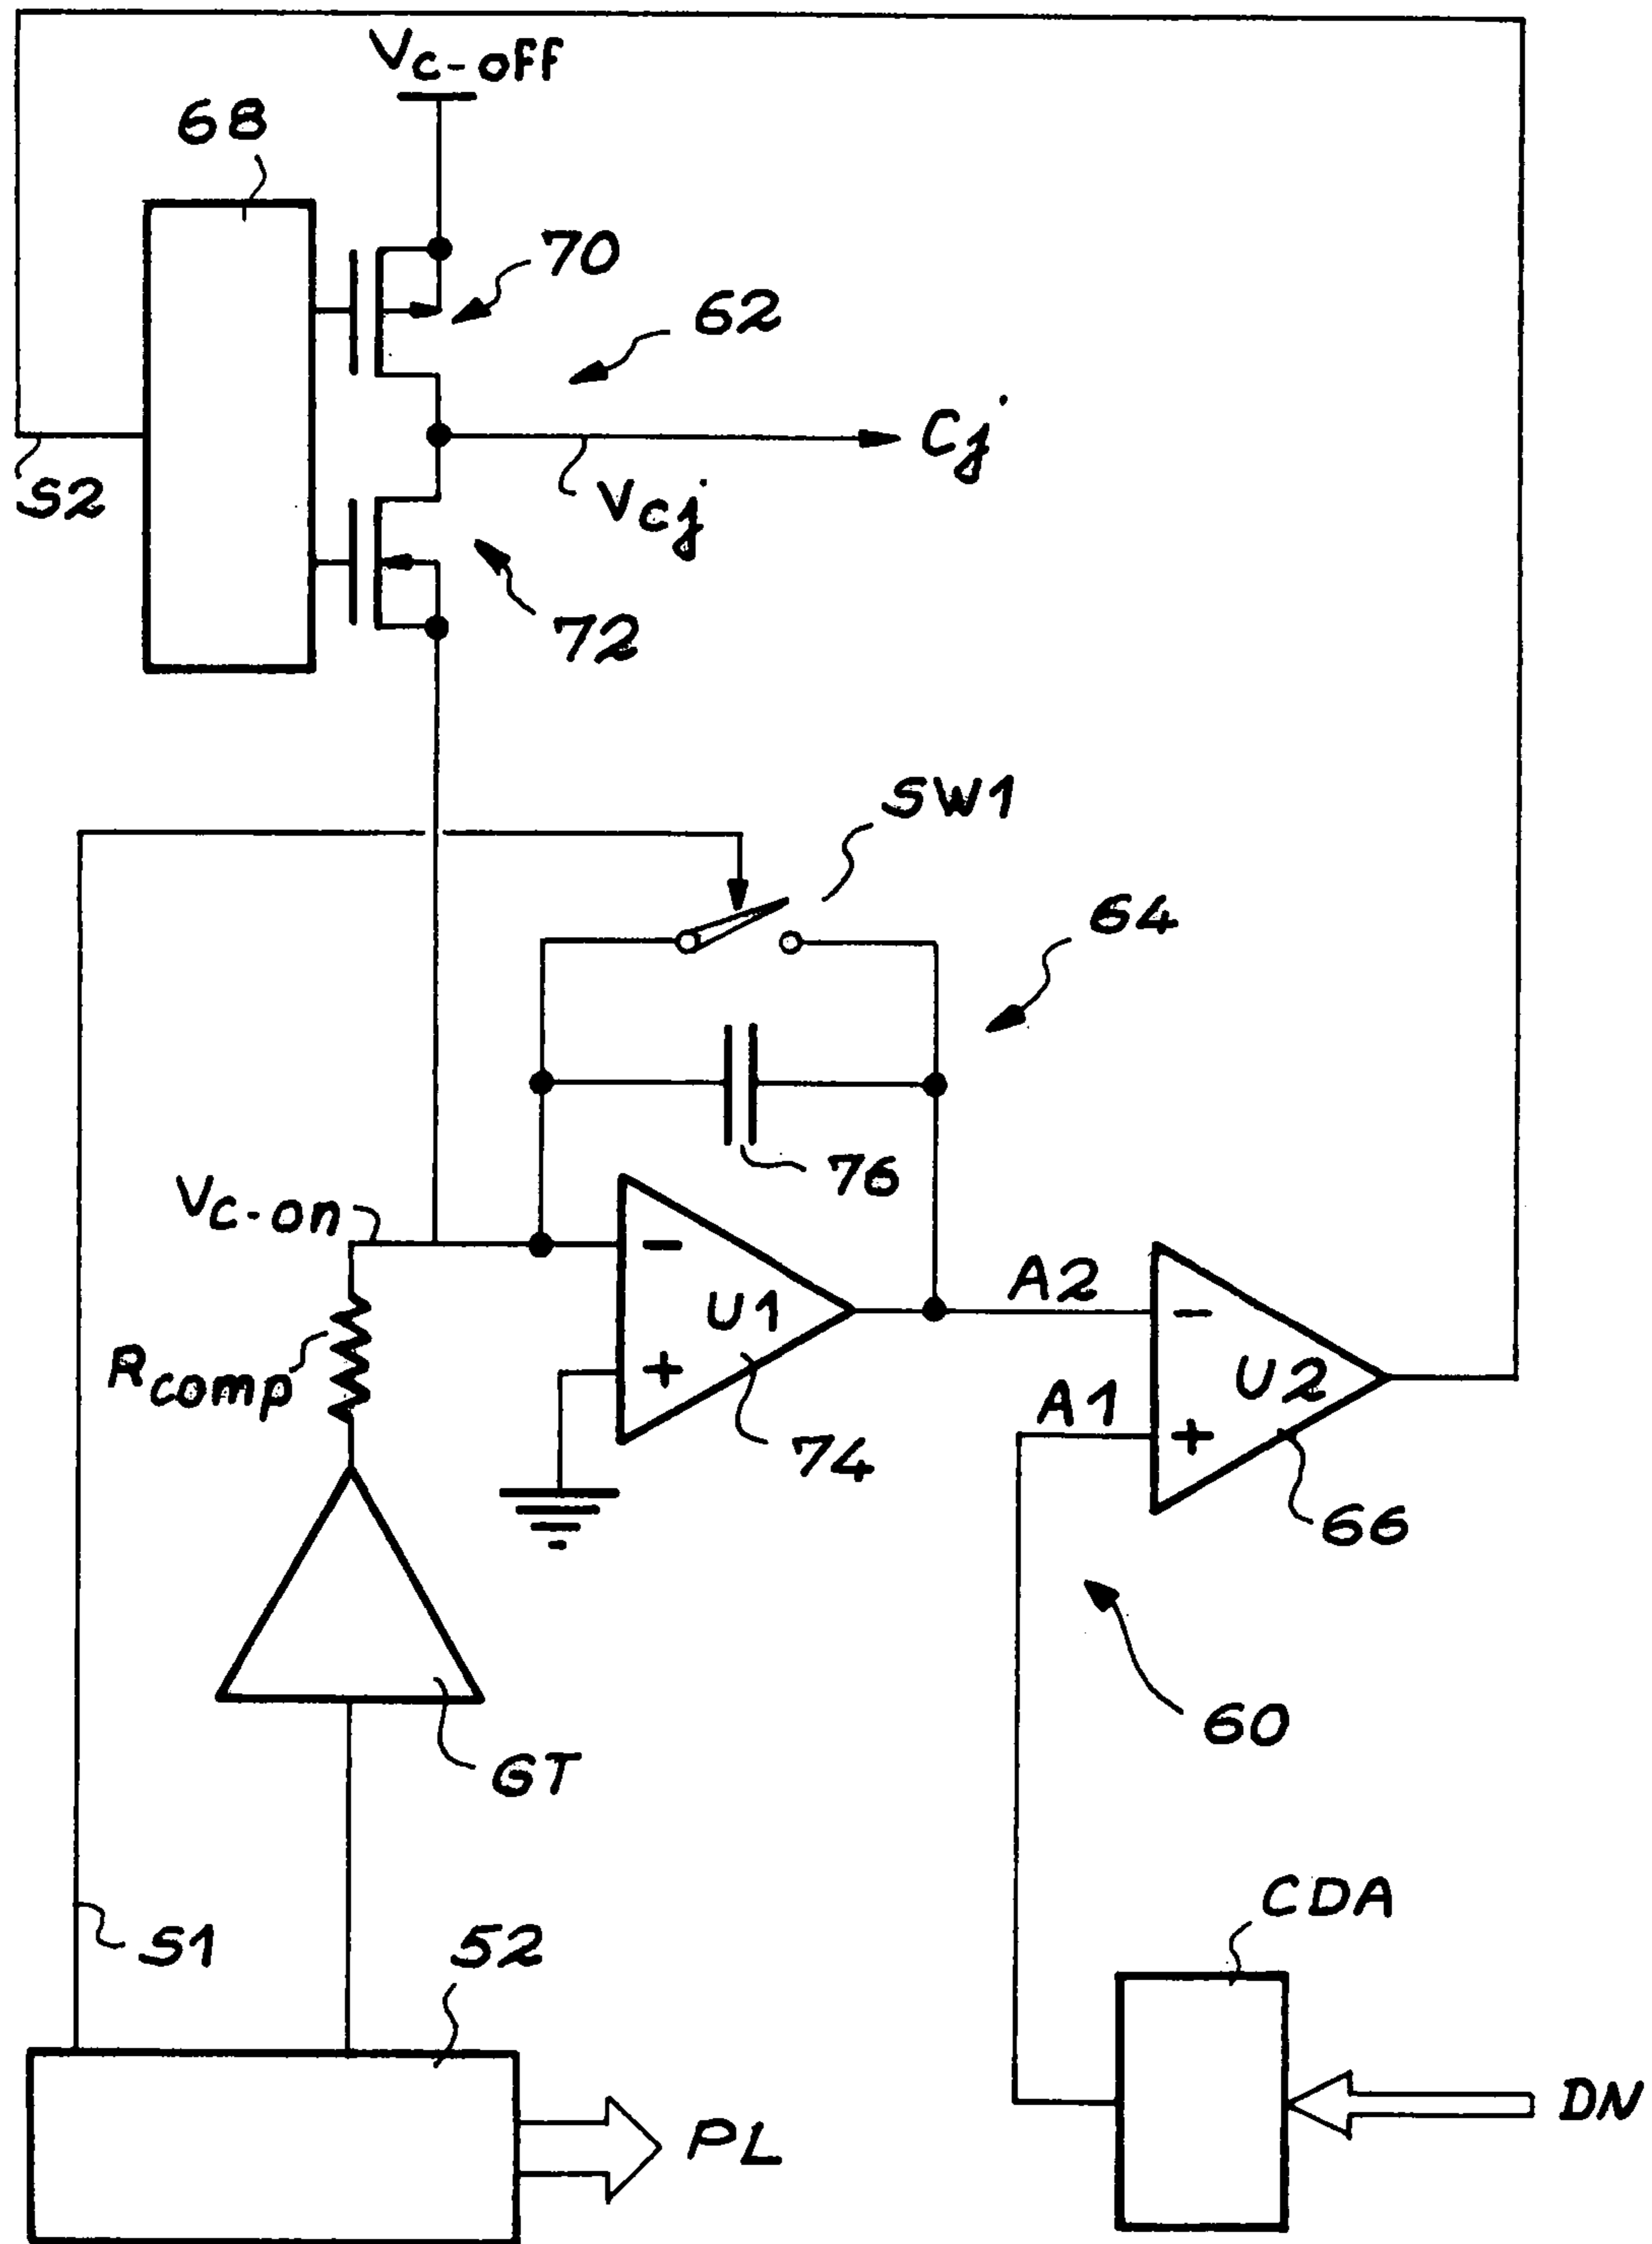 Vc-off
68
70
62
Cj
S2
Vcj
72
SW1
64
76
Vc-on
A2
U1
Rcomp
U2
A1
74
66
60
GT
CDA
S1
52
DN
PL